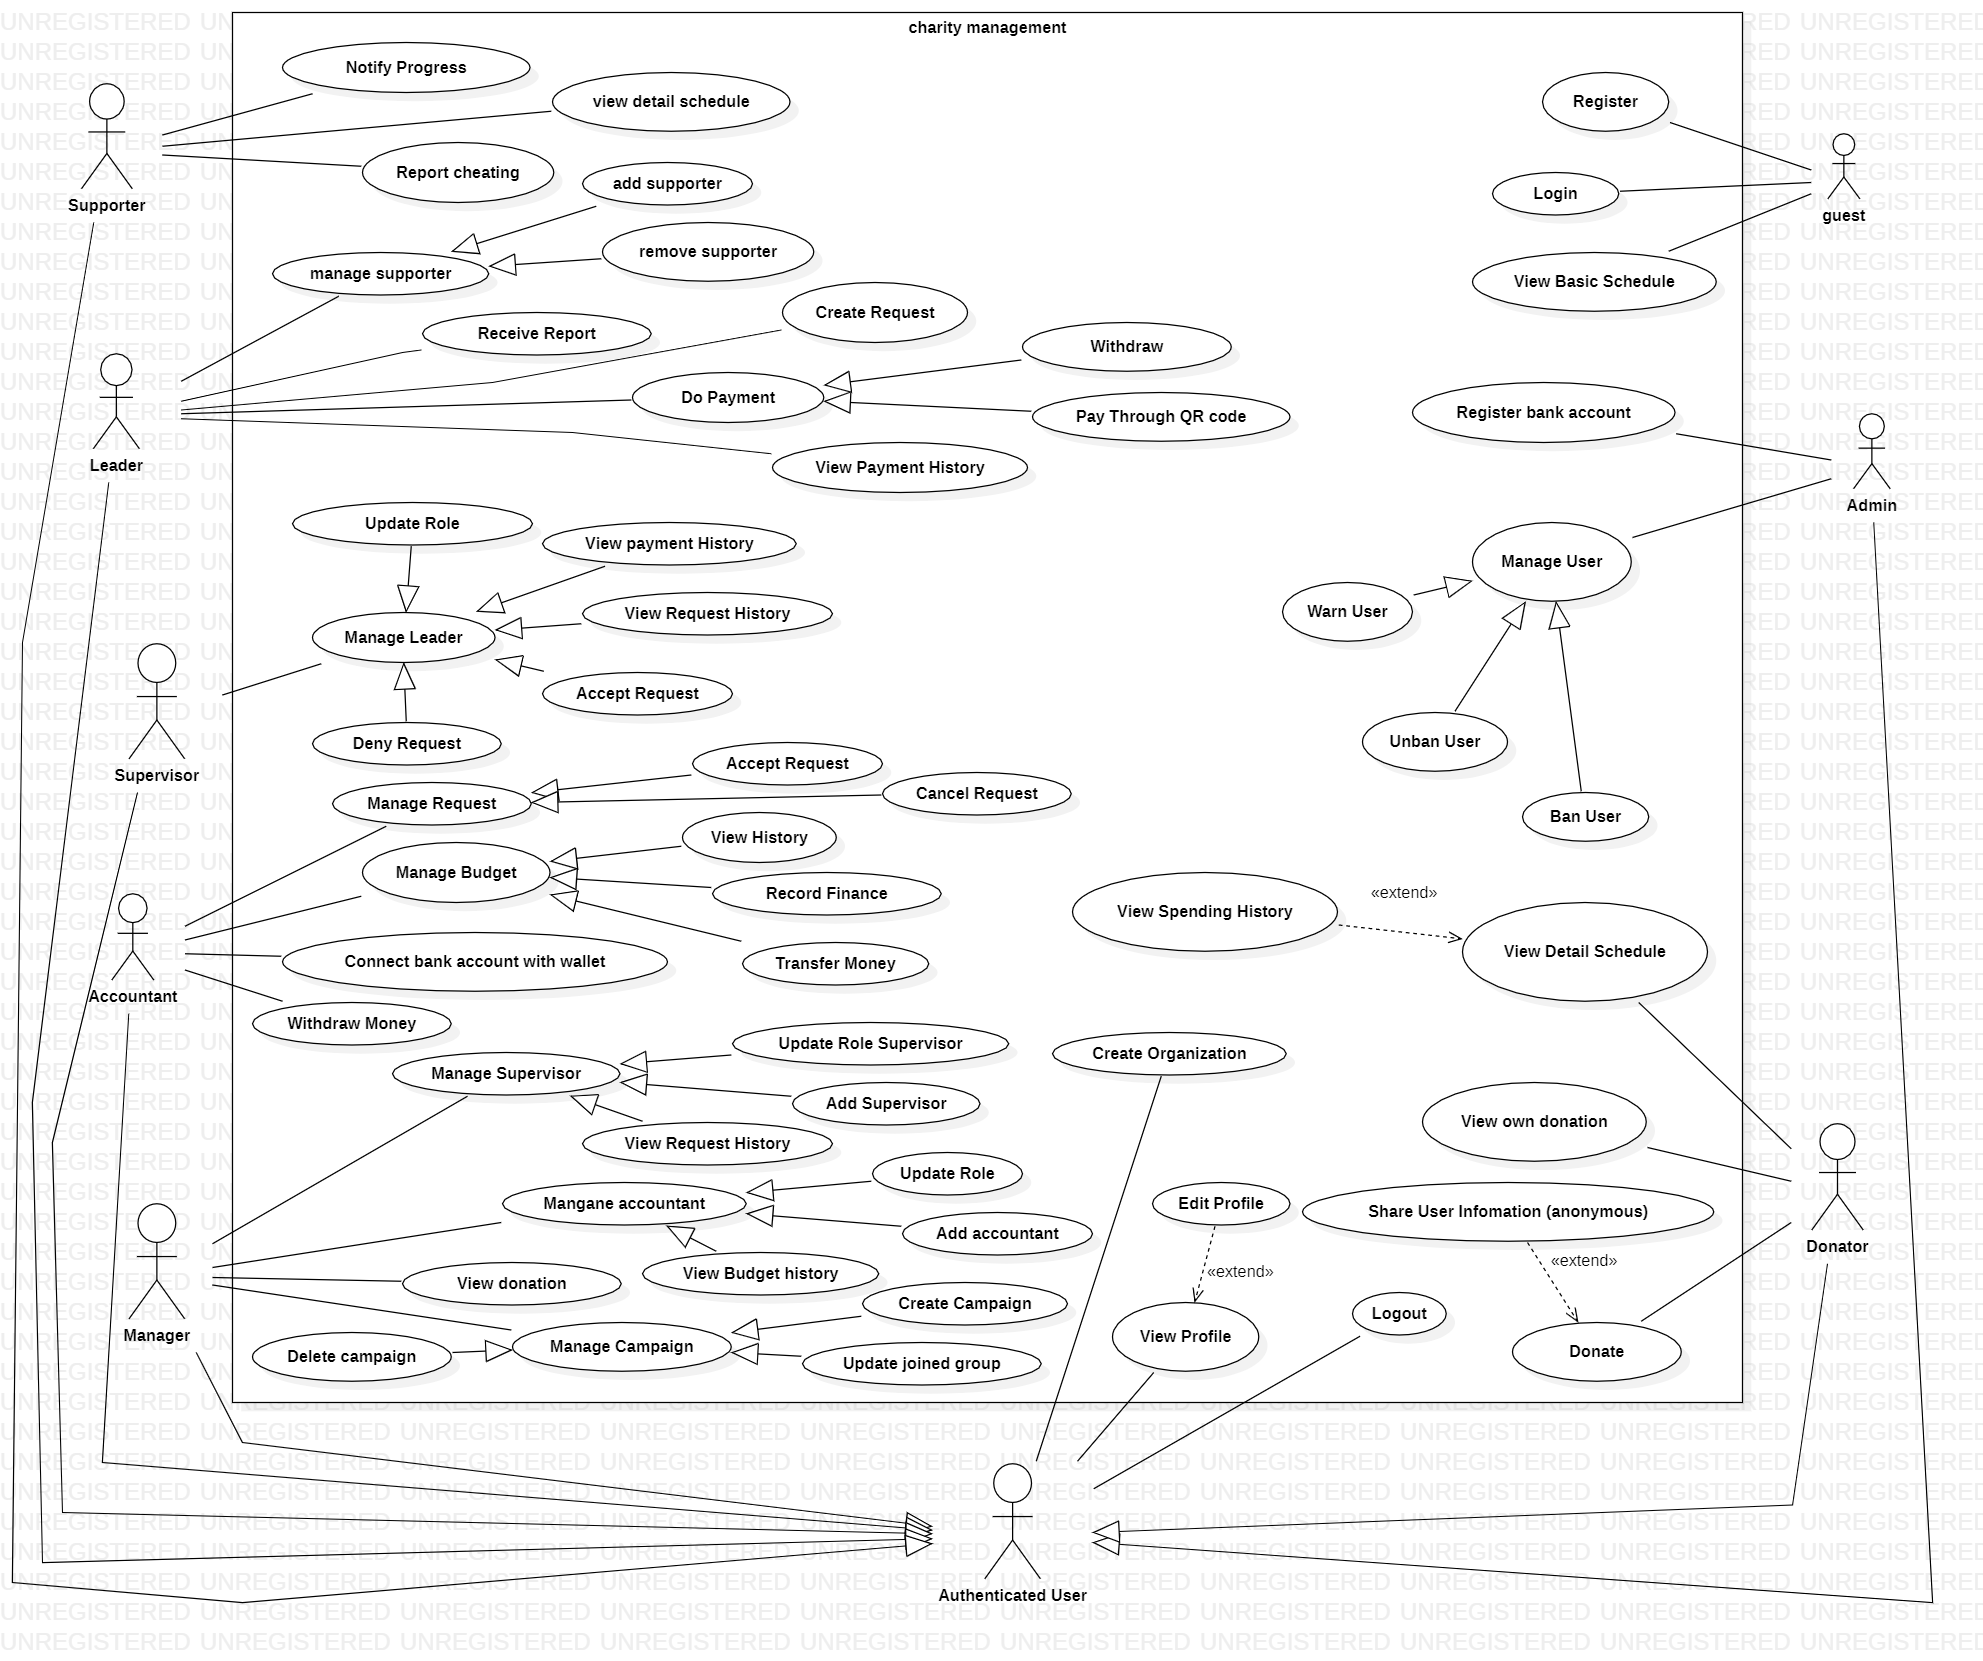 charity management
Notify Progress
view detail schedule
Register
Report cheating
add supporter
Login
Supporter
guest
remove supporter
manage supporter
View Basic Schedule
Create Request
Receive Report
Withdraw
Do Payment
Pay Through QR code
Register bank account
Leader
View Payment History
Admin
Update Role
View payment History
Manage User
Warn User
View Request History
Manage Leader
Accept Request
Deny Request
Unban User
Supervisor
Accept Request
Cancel Request
Manage Request
Ban User
View History
Manage Budget
Record Finance
«extend»
View Spending History
View Detail Schedule
Connect bank account with wallet
Transfer Money
Accountant
Withdraw Money
Update Role Supervisor
Create Organization
Manage Supervisor
Add Supervisor
View own donation
View Request History
Update Role
Mangane accountant
Edit Profile
Share User Infomation (anonymous)
Add accountant
Donator
«extend»
View Budget history
«extend»
View donation
Create Campaign
Logout
Manager
View Profile
Manage Campaign
Donate
Delete campaign
Update joined group
Authenticated User
UNREGISTERED